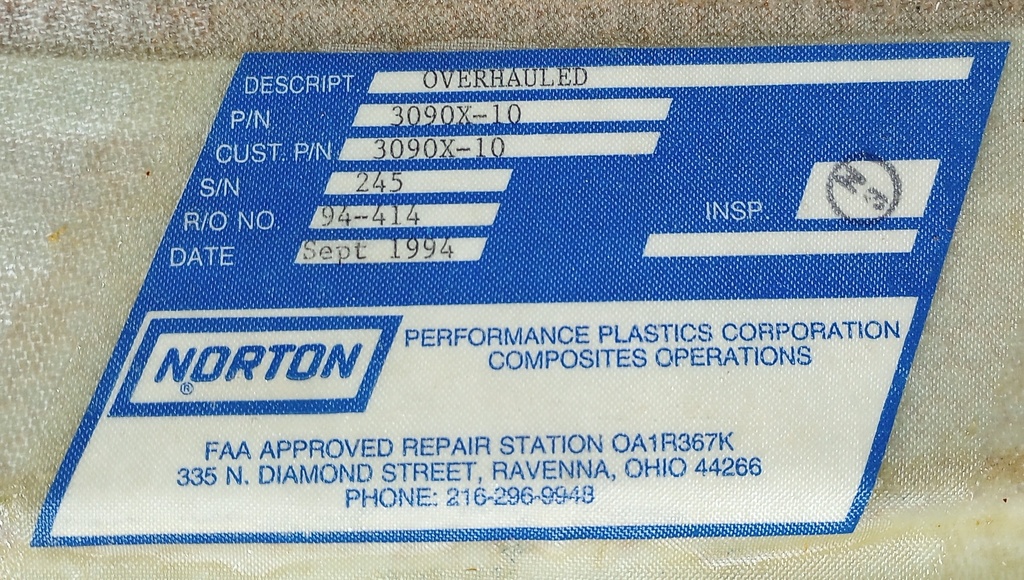 DESCRIPT OVERHAULED
P/N 3090X-10
CUST. P/N 3090X-10
S/N 245
R/O NO 94-414
DATE Sept 1994
INSP. N 3
NORTON®
PERFORMANCE PLASTICS CORPORATION
COMPOSITES OPERATIONS
FAA APPROVED REPAIR STATION OA1R367K
335 N. DIAMOND STREET, RAVENNA, OHIO 44266
PHONE: 216-296-9948